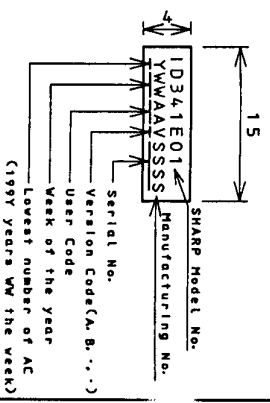 15
4
ID341E01
YWWAAVSSSS
SHARP Model No.
Manufacturing No.
Serial No.
Version Code(A, B, ·, ·)
User Code
Week of the year
Lowest number of AC
(199Y years WW the week)